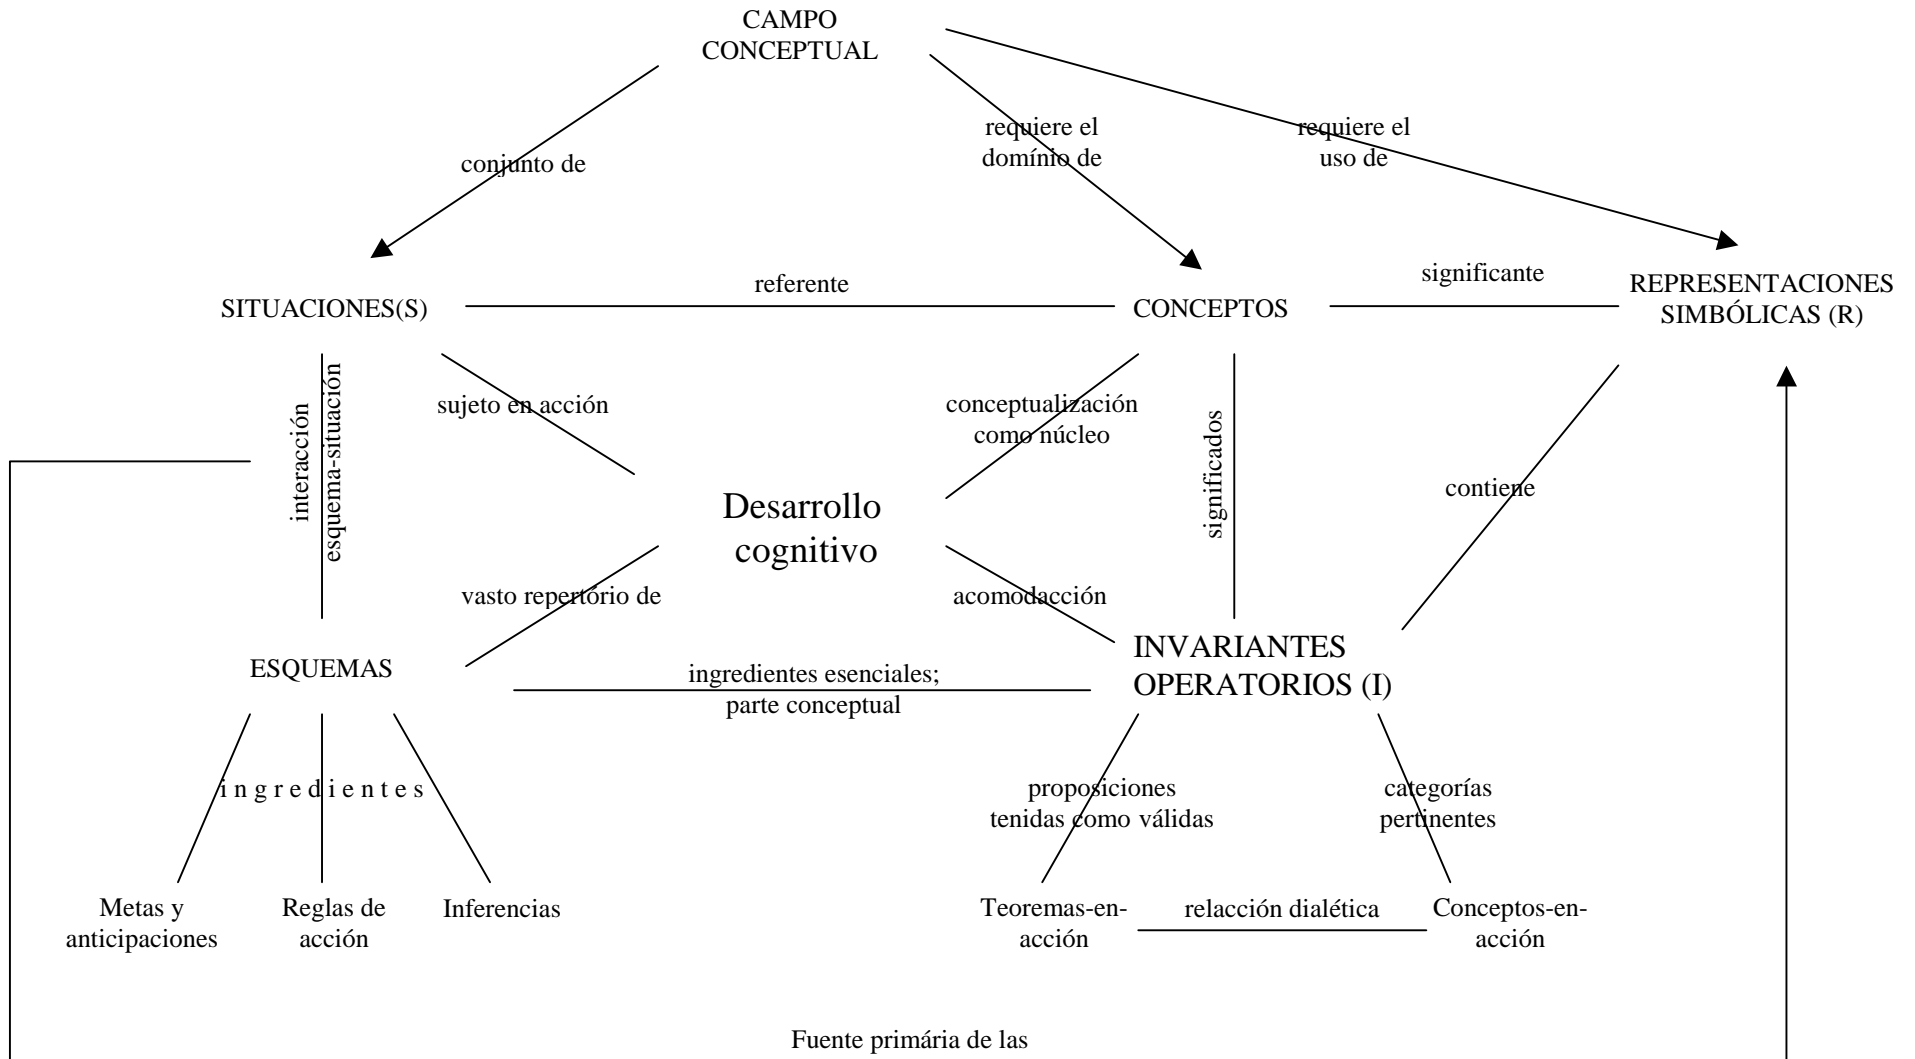 CAMPO
CONCEPTUAL
requiere el
domínio de
requiere el
uso de
conjunto de
referente
significante
SITUACIONES(S)
CONCEPTOS
REPRESENTACIONES
SIMBÓLICAS (R)
interacción
esquema-situación
sujeto en acción
conceptualización
como núcleo
significados
contiene
Desarrollo
cognitivo
vasto repertório de
acomodacción
ESQUEMAS
ingredientes esenciales;
parte conceptual
INVARIANTES
OPERATORIOS (I)
i n g r e d i e n t e s
proposiciones
tenidas como válidas
categorías
pertinentes
Metas y
anticipaciones
Reglas de
acción
Inferencias
Teoremas-en-
acción
relacción dialética
Conceptos-en-
acción
Fuente primária de las